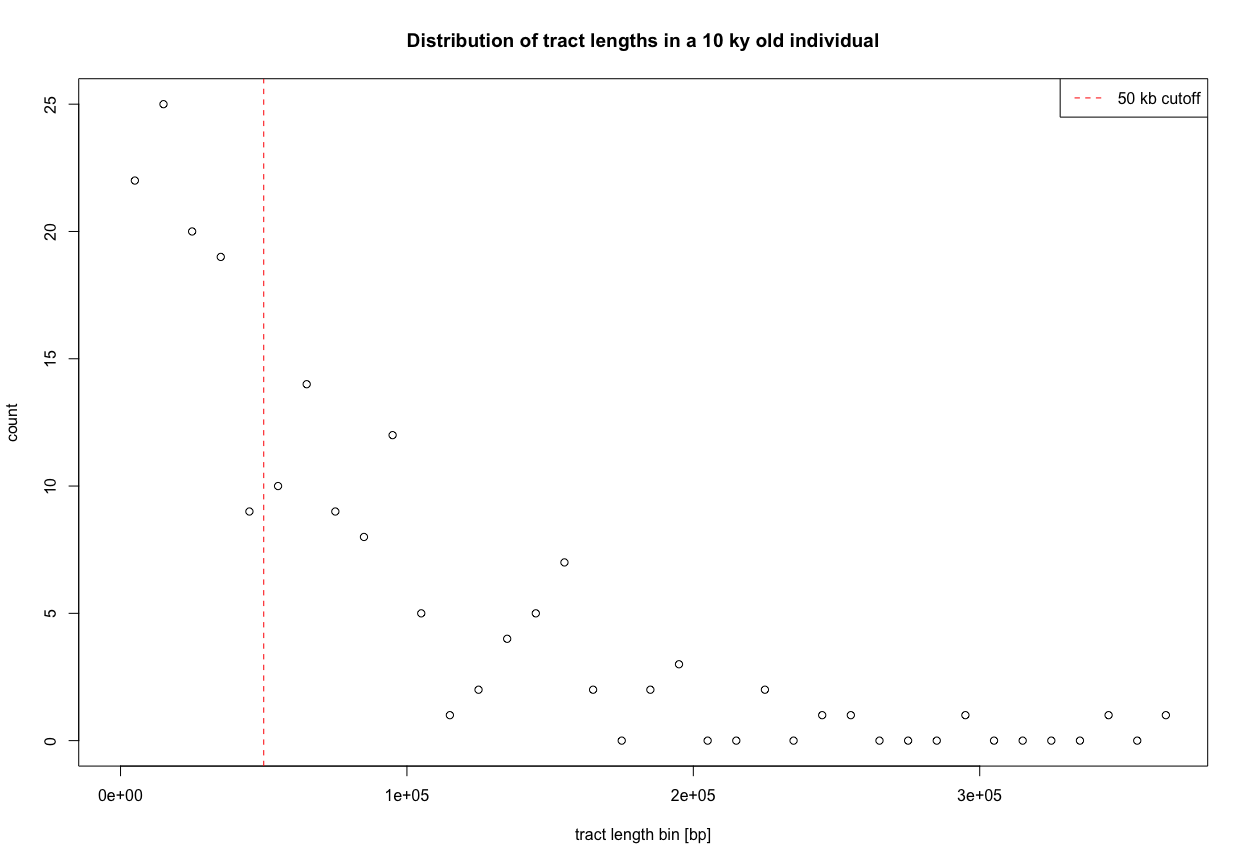 Distribution of tract lengths in a 10 ky old individual
50 kb cutoff
25
20
15
10
5
0
count
0e+00 1e+05 2e+05 3e+05
tract length bin [bp]